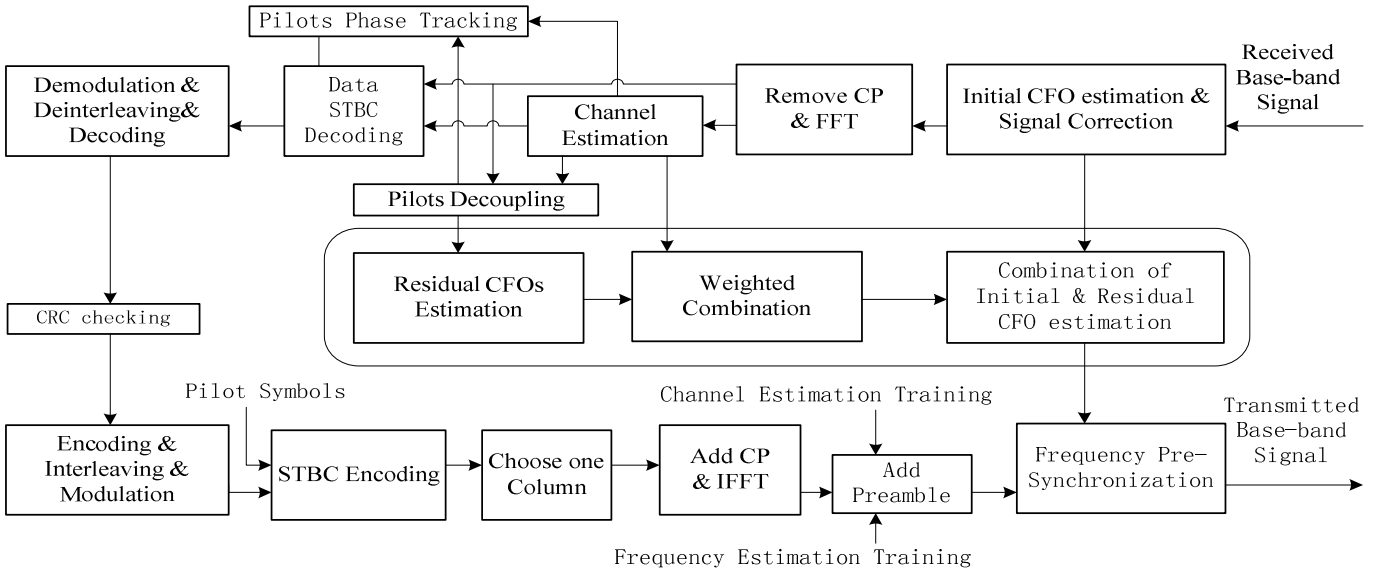 Pilots Phase Tracking
Received
Base-band
Signal
Demodulation &
Deinterleaving&
Decoding
Data
STBC
Decoding
Channel
Estimation
Remove CP
& FFT
Initial CFO estimation &
Signal Correction
Pilots Decoupling
Residual CFOs
Estimation
Weighted
Combination
Combination of
Initial & Residual
CFO estimation
CRC checking
Pilot Symbols
Channel Estimation Training
Transmitted
Base-band
Signal
Encoding &
Interleaving &
Modulation
STBC Encoding
Choose one
Column
Add CP
& IFFT
Add
Preamble
Frequency Pre-
Synchronization
Frequency Estimation Training